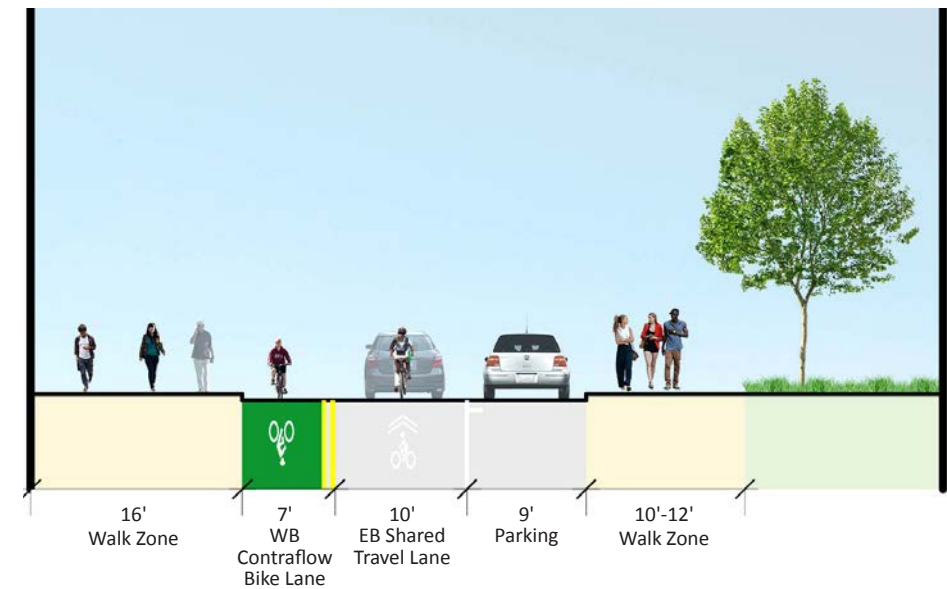 16'
Walk Zone
7'
WB
Contraflow
Bike Lane
10'
EB Shared
Travel Lane
9'
Parking
10'-12'
Walk Zone